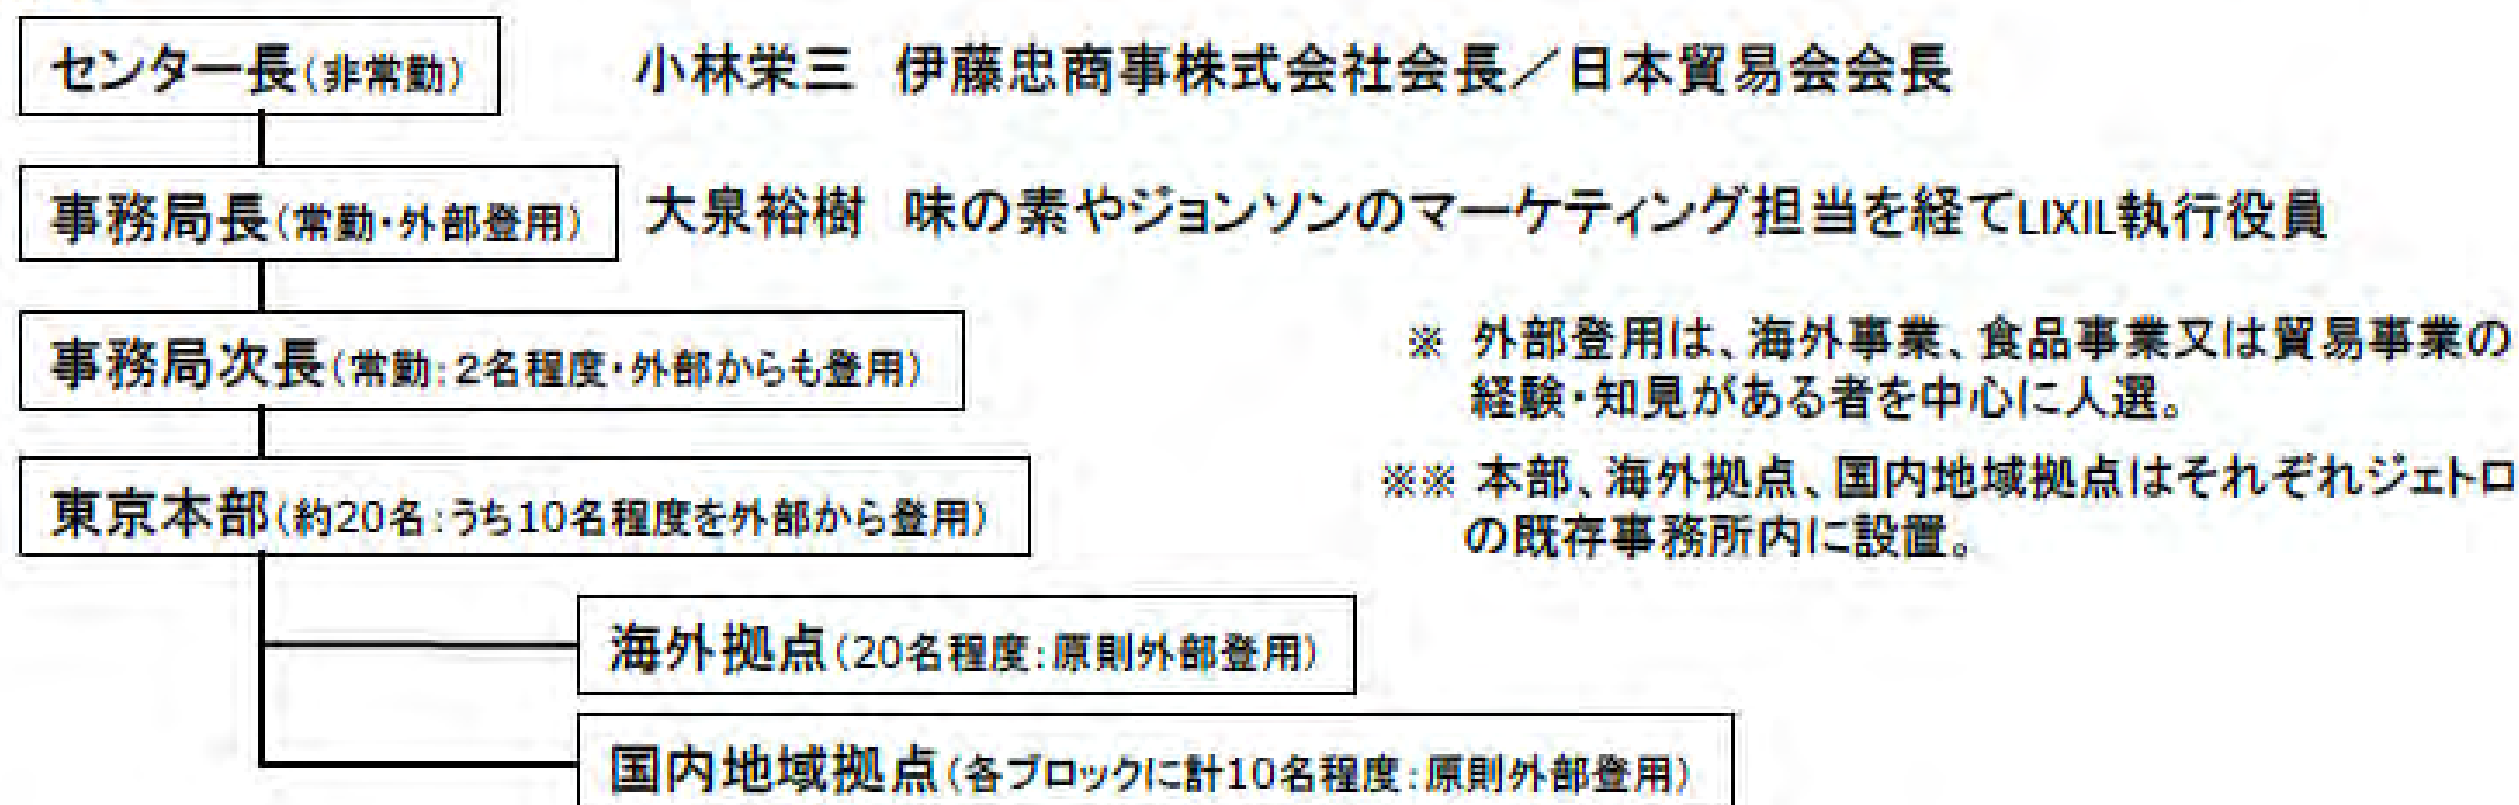 センター長(非常勤) 小林栄三 伊藤忠商事株式会社会長／日本貿易会会長
事務局長(常勤・外部登用) 大泉裕樹 味の素やジョンソンのマーケティング担当を経てLIXIL執行役員
事務局次長(常勤：2名程度・外部からも登用)
※ 外部登用は、海外事業、食品事業又は貿易事業の
経験・知見がある者を中心に人選。
東京本部(約20名：うち10名程度を外部から登用)
※※ 本部、海外拠点、国内地域拠点はそれぞれジェトロ
の既存事務所内に設置。
海外拠点(20名程度：原則外部登用)
国内地域拠点(各ブロックに計10名程度：原則外部登用)